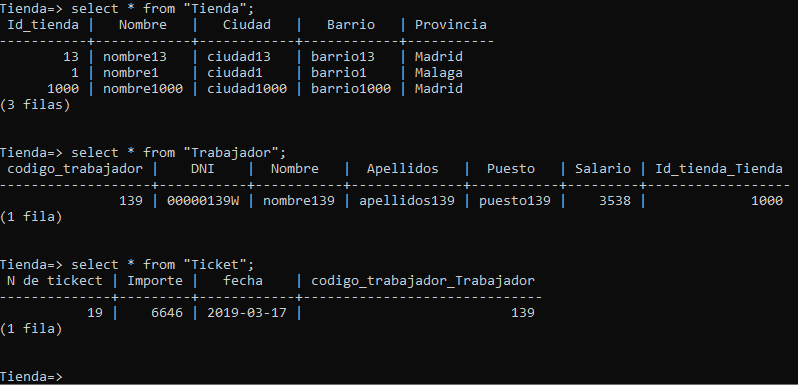 Tienda=> select * from "Tienda";
 Id_tienda |   Nombre   |   Ciudad   |   Barrio   | Provincia
-----------+------------+------------+------------+-----------
        13 | nombre13   | ciudad13   | barrio13   | Madrid
         1 | nombre1    | ciudad1    | barrio1    | Malaga
      1000 | nombre1000 | ciudad1000 | barrio1000 | Madrid
(3 filas)
Tienda=> select * from "Trabajador";
 codigo_trabajador |    DNI    |  Nombre   |  Apellidos   |  Puesto   | Salario | Id_tienda_Tienda
-------------------+-----------+-----------+--------------+-----------+---------+------------------
               139 | 00000139W | nombre139 | apellidos139 | puesto139 |    3538 |             1000
(1 fila)
Tienda=> select * from "Ticket";
 N de tickect | Importe |   fecha    | codigo_trabajador_Trabajador
--------------+---------+------------+------------------------------
           19 |    6646 | 2019-03-17 |                          139
(1 fila)
Tienda=>